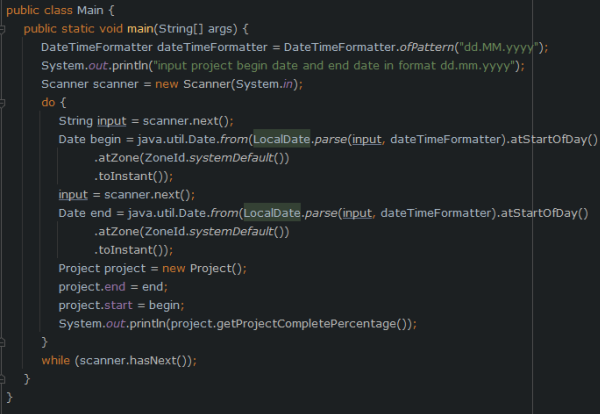 public class Main {
public static void main(String[] args) {
DateTimeFormatter dateTimeFormatter = DateTimeFormatter.ofPattern("dd.MM.yyyy");
System.out.println("input project begin date and end date in format dd.mm.yyyy");
Scanner scanner = new Scanner(System.in);
do {
String input = scanner.next();
Date begin = java.util.Date.from(LocalDate.parse(input, dateTimeFormatter).atStartOfDay()
.atZone(ZoneId.systemDefault())
.toInstant());
input = scanner.next();
Date end = java.util.Date.from(LocalDate.parse(input, dateTimeFormatter).atStartOfDay()
.atZone(ZoneId.systemDefault())
.toInstant());
Project project = new Project();
project.end = end;
project.start = begin;
System.out.println(project.getProjectCompletePercentage());
}
while (scanner.hasNext());
}
}